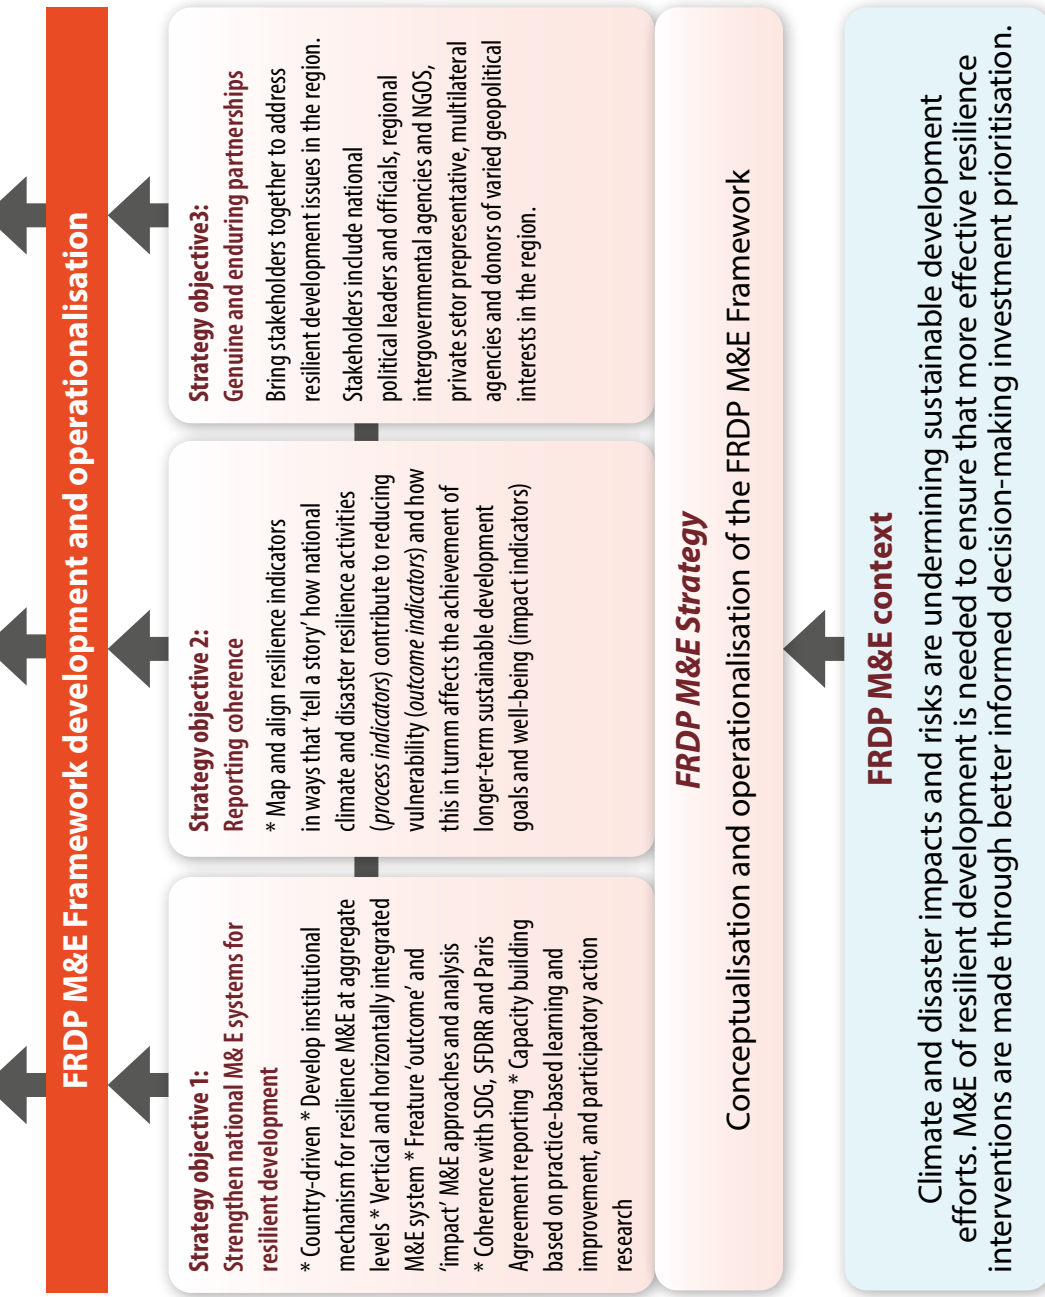 FRDP M&E Framework development and operationalisation
Strategy objective 1:
Strengthen national M& E systems for
resilient development
* Country-driven * Develop institutional
mechanism for resilience M&E at aggregate
levels * Vertical and horizontally integrated
M&E system * Freature 'outcome' and
'impact' M&E approaches and analysis
* Coherence with SDG, SFDRR and Paris
Agreement reporting * Capacity building
based on practice-based learning and
improvement, and participatory action
research
Strategy objective 2:
Reporting coherence
* Map and align resilience indicators
in ways that 'tell a story' how national
climate and disaster resilience activities
(process indicators) contribute to reducing
vulnerability (outcome indicators) and how
this in turnm affects the achievement of
longer-term sustainable development
goals and well-being (impact indicators)
Strategy objective3:
Genuine and enduring partnerships
Bring stakeholders together to address
resilient development issues in the region.
Stakeholders include national
political leaders and officials, regional
intergovernmental agencies and NGOS,
private setor prepresentative, multilateral
agencies and donors of varied geopolitical
interests in the region.
FRDP M&E Strategy
Conceptualisation and operationalisation of the FRDP M&E Framework
FRDP M&E context
Climate and disaster impacts and risks are undermining sustainable development
efforts. M&E of resilient development is needed to ensure that more effective resilience
interventions are made through better informed decision-making investment prioritisation.